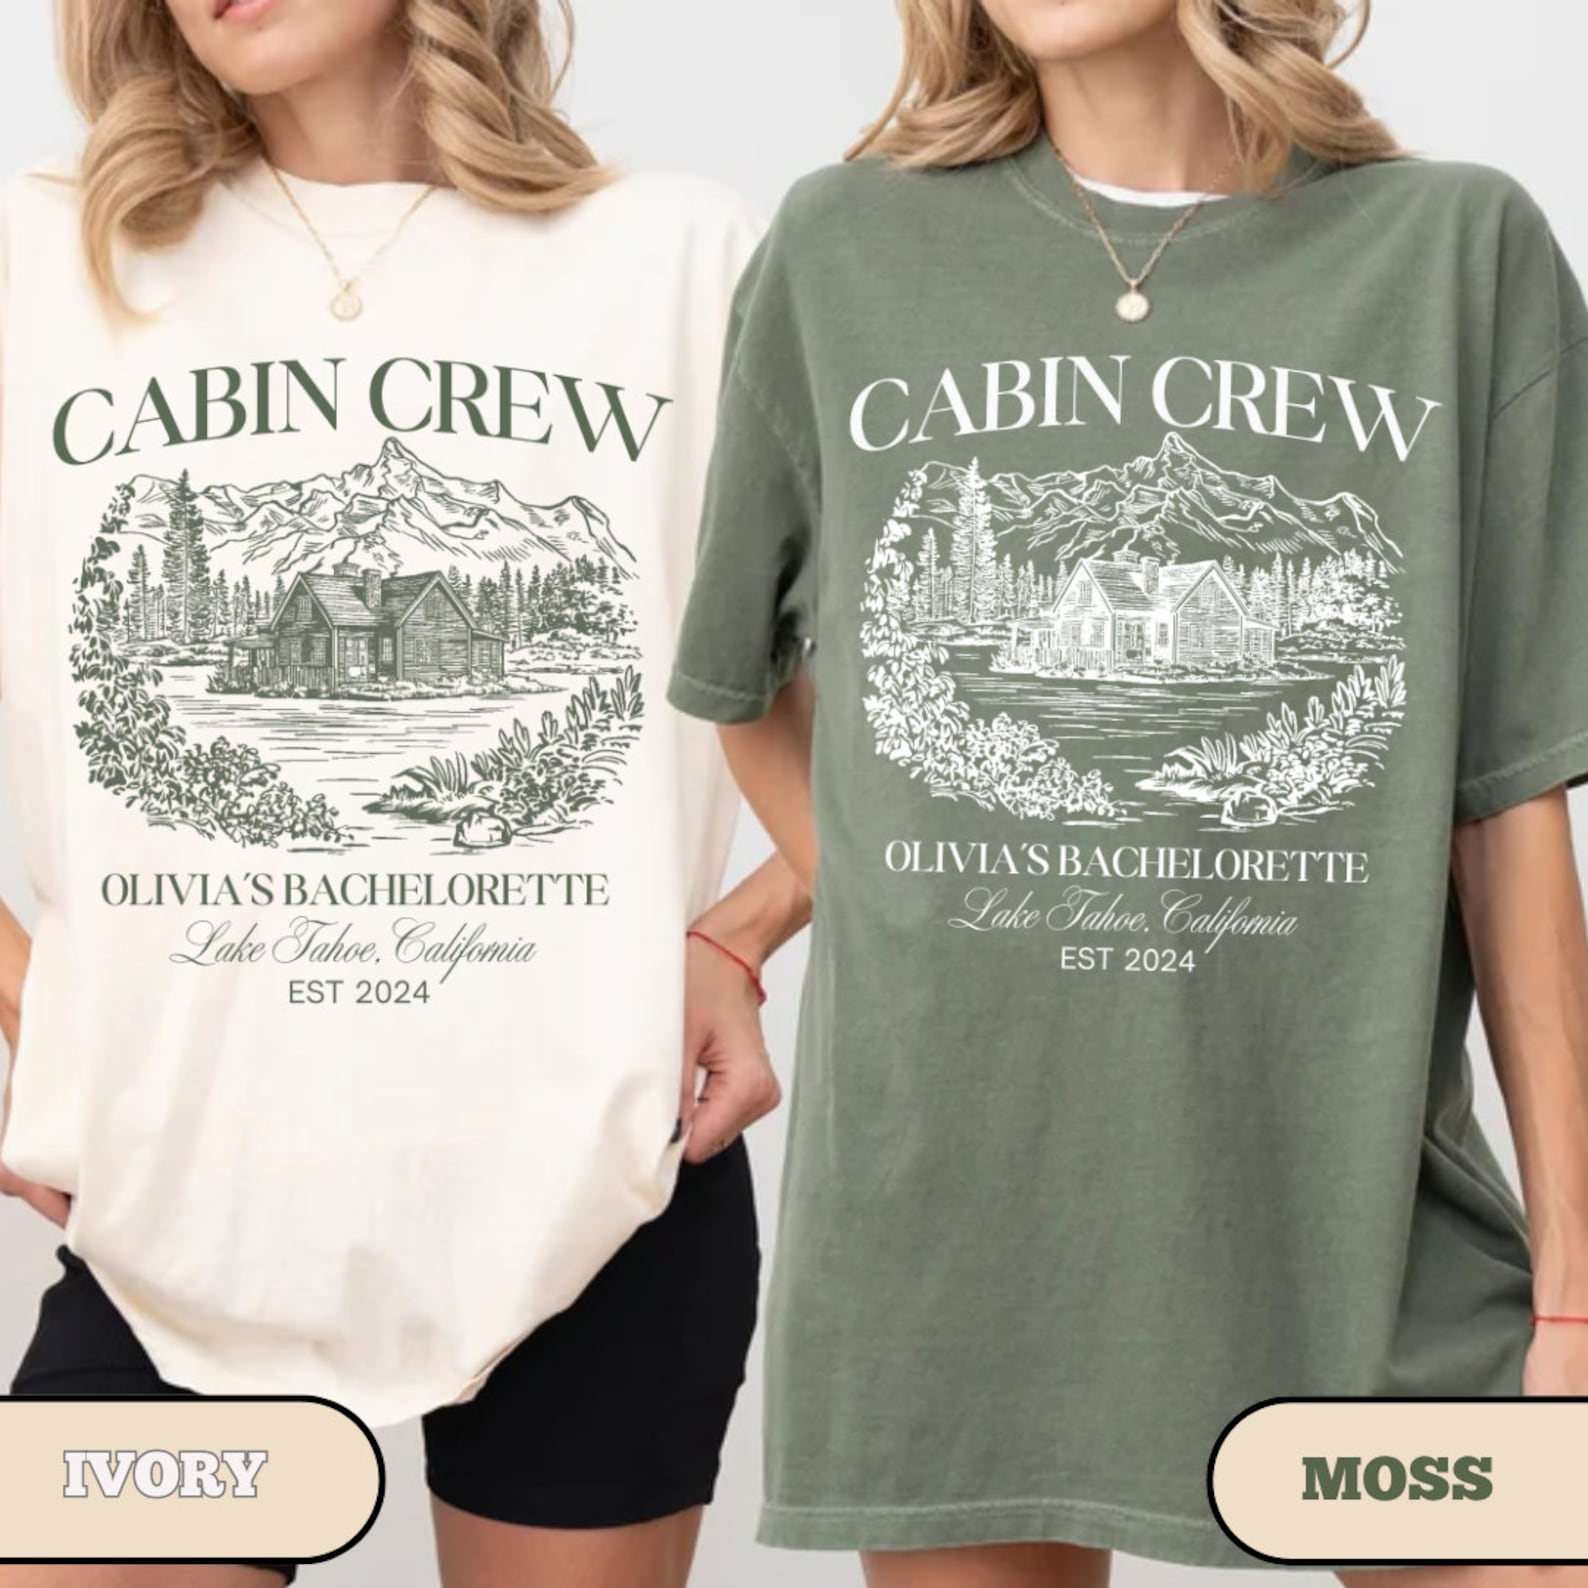 CABIN CREW
OLIVIA'S BACHELORETTE
Lake Tahoe, California
EST 2024
IVORY
CABIN CREW
OLIVIA'S BACHELORETTE
Lake Tahoe, California
EST 2024
MOSS